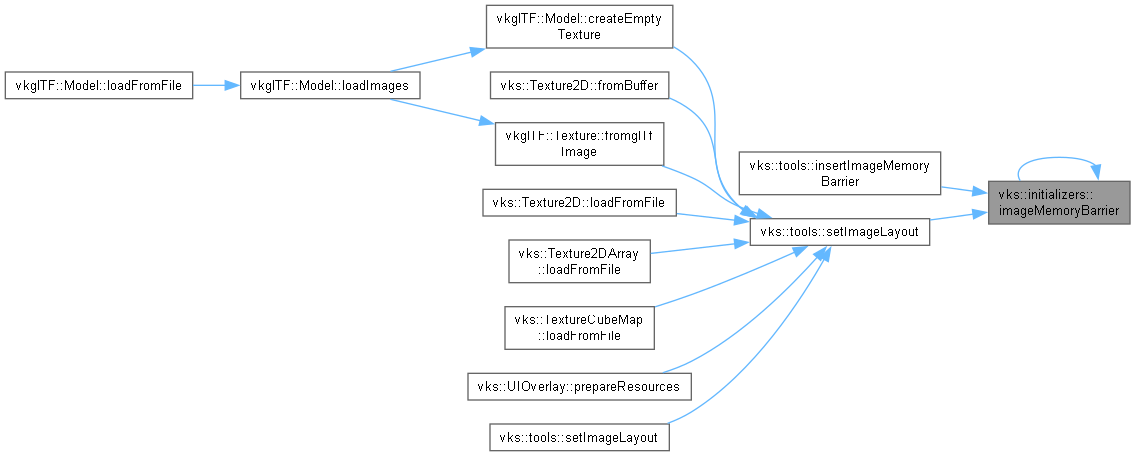 vkglTF::Model::createEmpty
Texture
vkglTF::Model::loadFromFile
vkglTF::Model::loadImages
vks::Texture2D::fromBuffer
vkglTF::Texture::fromglTf
Image
vks::Texture2D::loadFromFile
vks::Texture2DArray
::loadFromFile
vks::TextureCubeMap
::loadFromFile
vks::UIOverlay::prepareResources
vks::tools::setImageLayout
vks::tools::insertImageMemory
Barrier
vks::tools::setImageLayout
vks::initializers::
imageMemoryBarrier